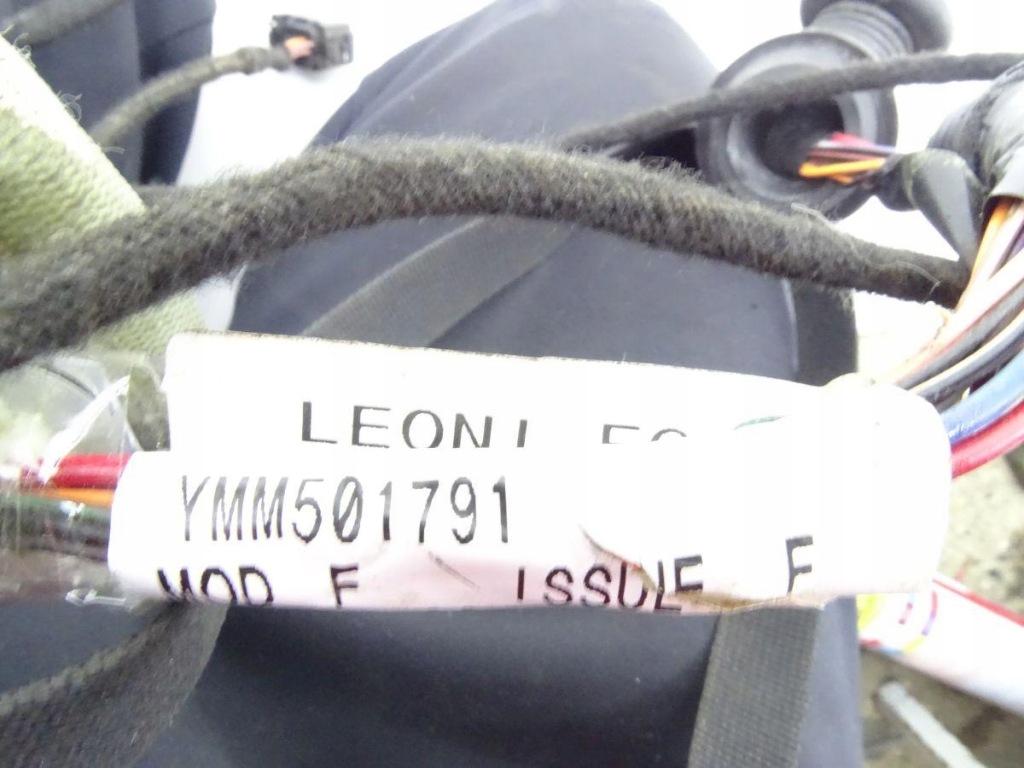 LEONI
YMM501791
MOD F ISSUE F